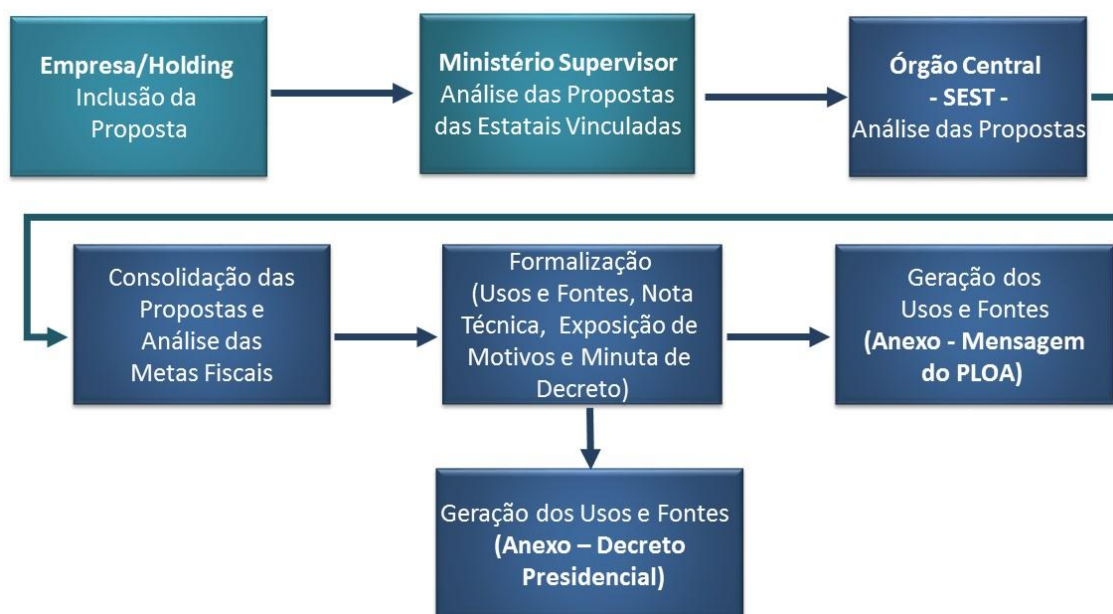 Empresa/Holding
Inclusão da
Proposta
Ministério Supervisor
Análise das Propostas
das Estatais Vinculadas
Órgão Central
- SEST -
Análise das Propostas
Consolidação das
Propostas e
Análise das
Metas Fiscais
Formalização
(Usos e Fontes, Nota
Técnica, Exposição de
Motivos e Minuta de
Decreto)
Geração dos
Usos e Fontes
(Anexo - Mensagem
do PLOA)
Geração dos Usos e Fontes
(Anexo – Decreto
Presidencial)